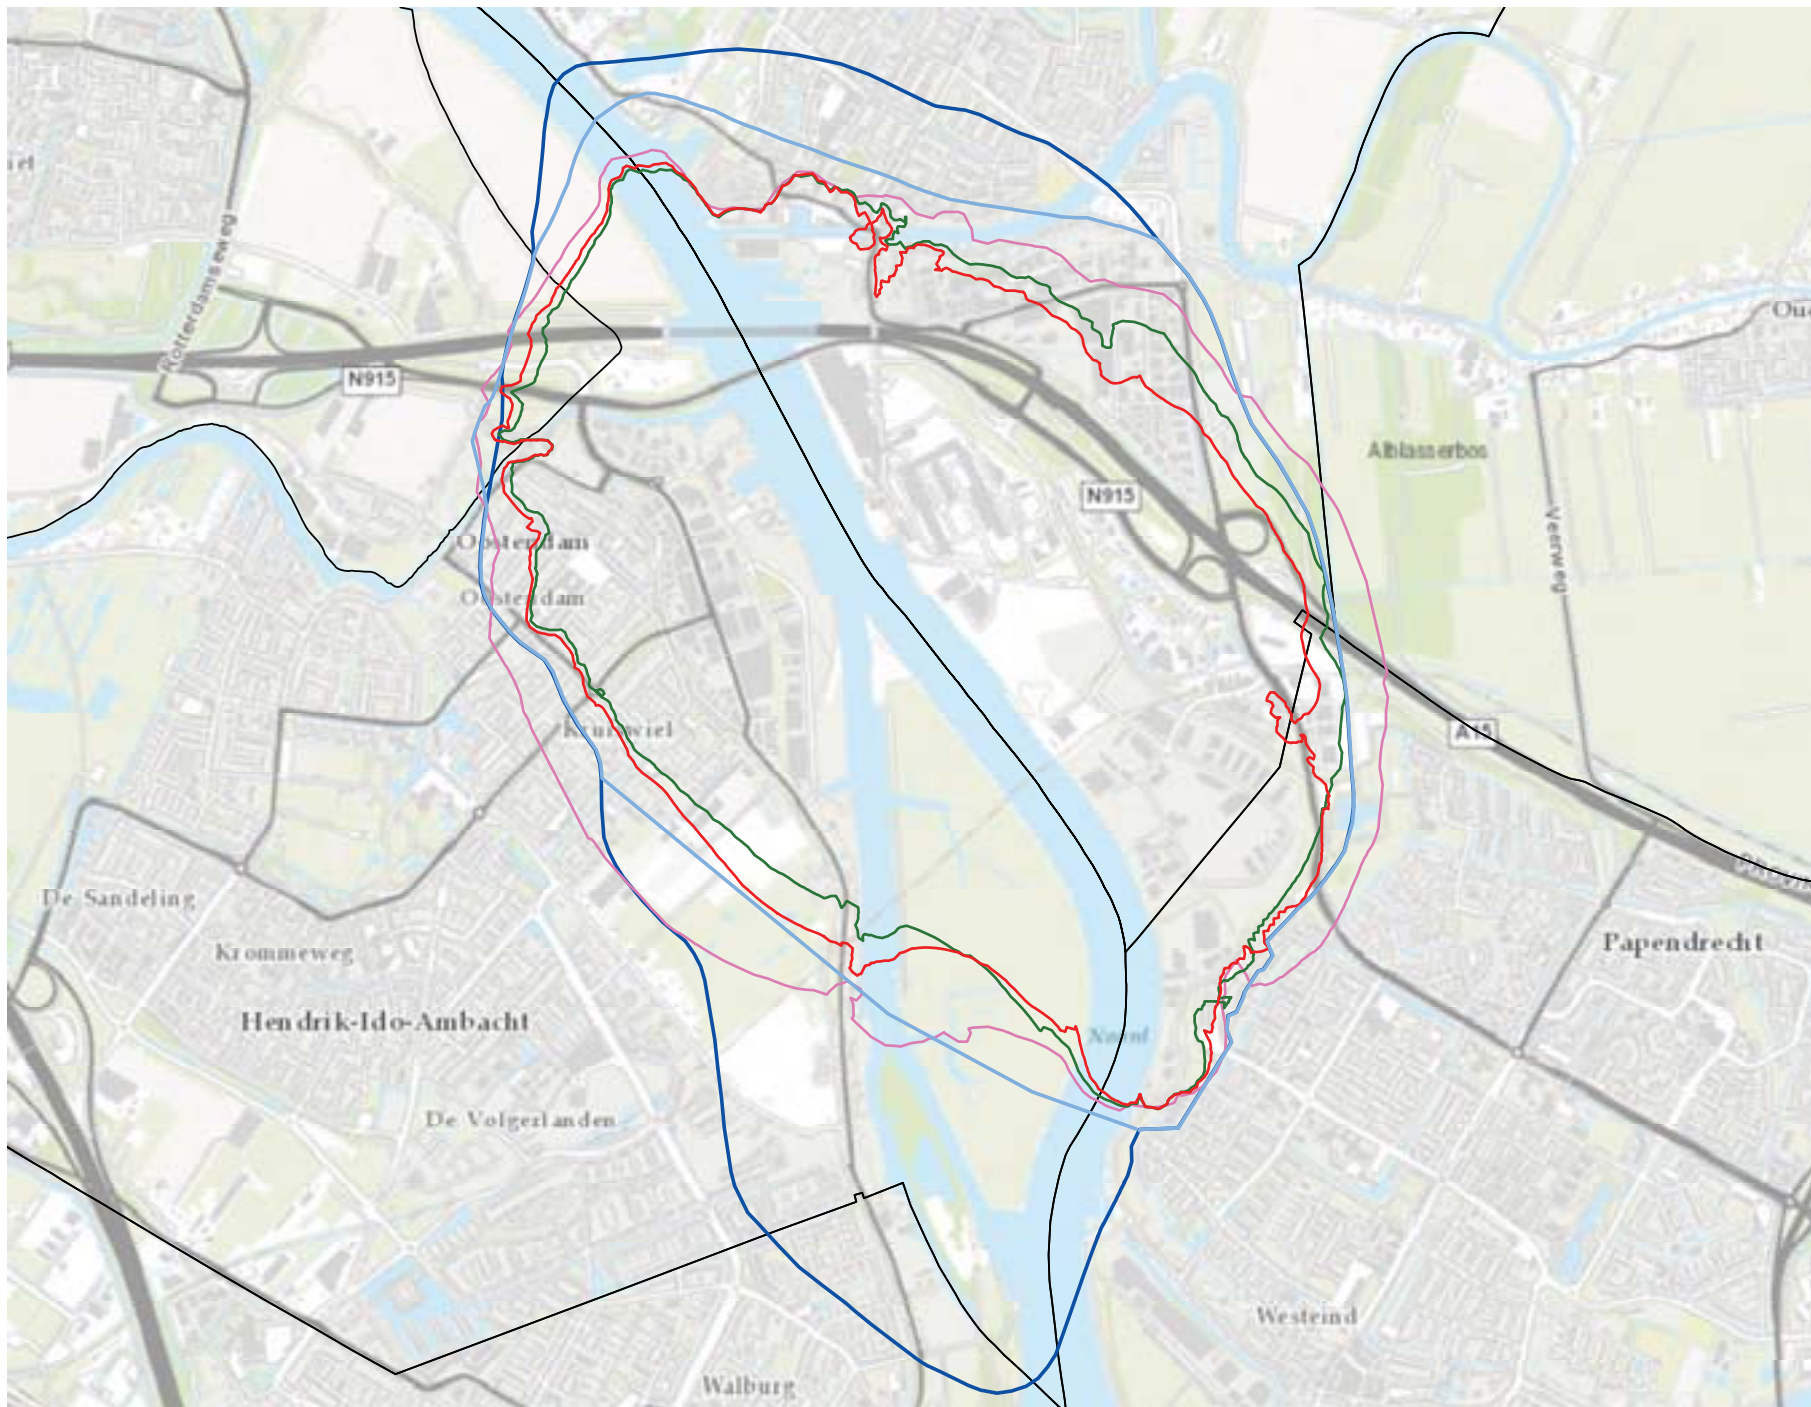 Rotterdamseweg
N915
Oostendam
Oostendam
Kruiswiel
N915
Alblasserbos
Veerweg
A15
De Sandeling
Krommeweg
Hendrik-Ido-Ambacht
De Volgerlanden
Noord
Papendrecht
Westeind
Walburg